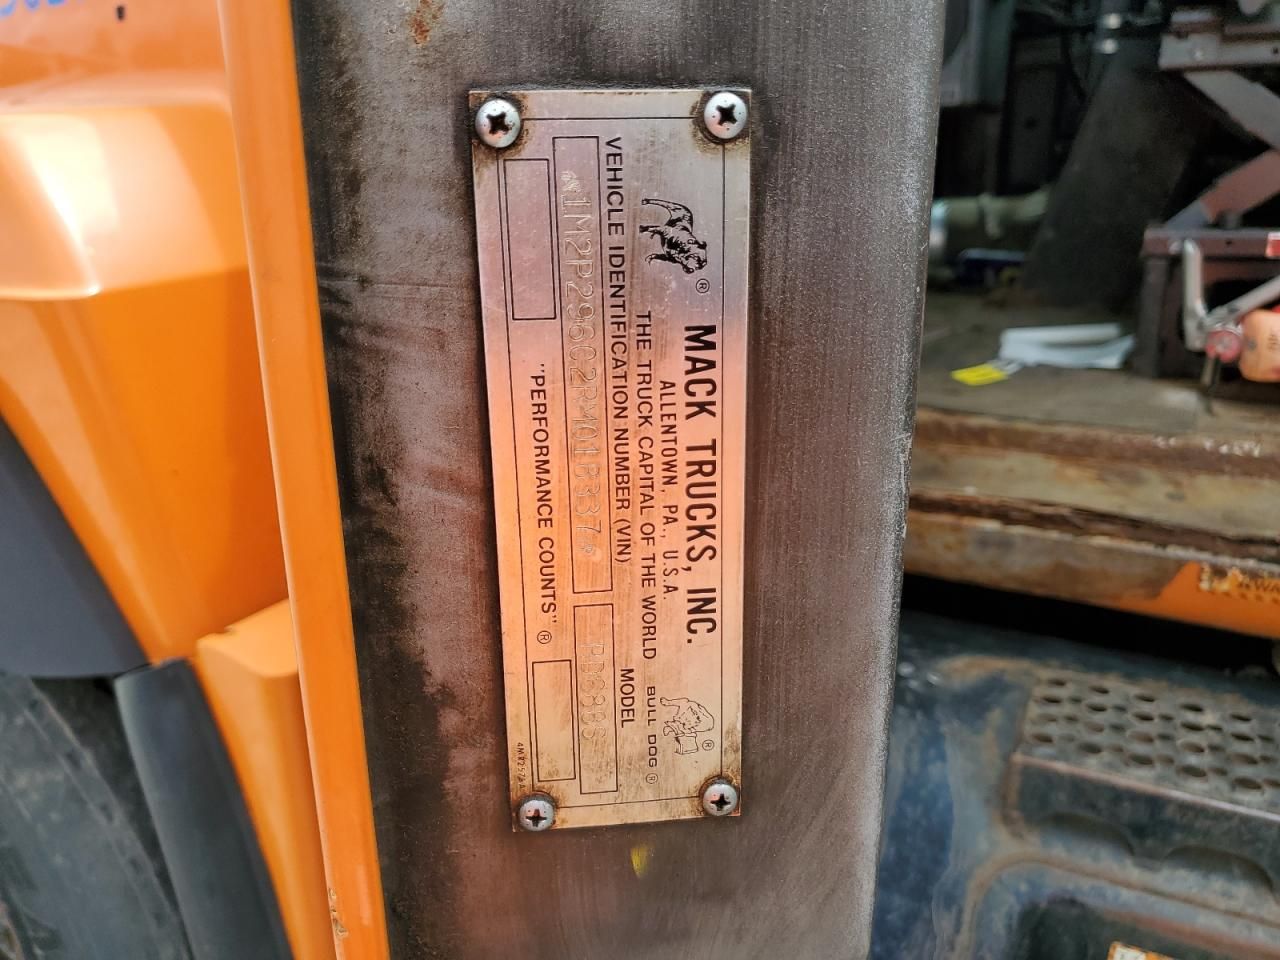 MACK TRUCKS, INC.
ALLENTOWN, PA., U.S.A.
THE TRUCK CAPITAL OF THE WORLD
BULL DOG ®
VEHICLE IDENTIFICATION NUMBER (VIN)
MODEL
1M2P296C2RM018337
RD688S
"PERFORMANCE COUNTS" ®